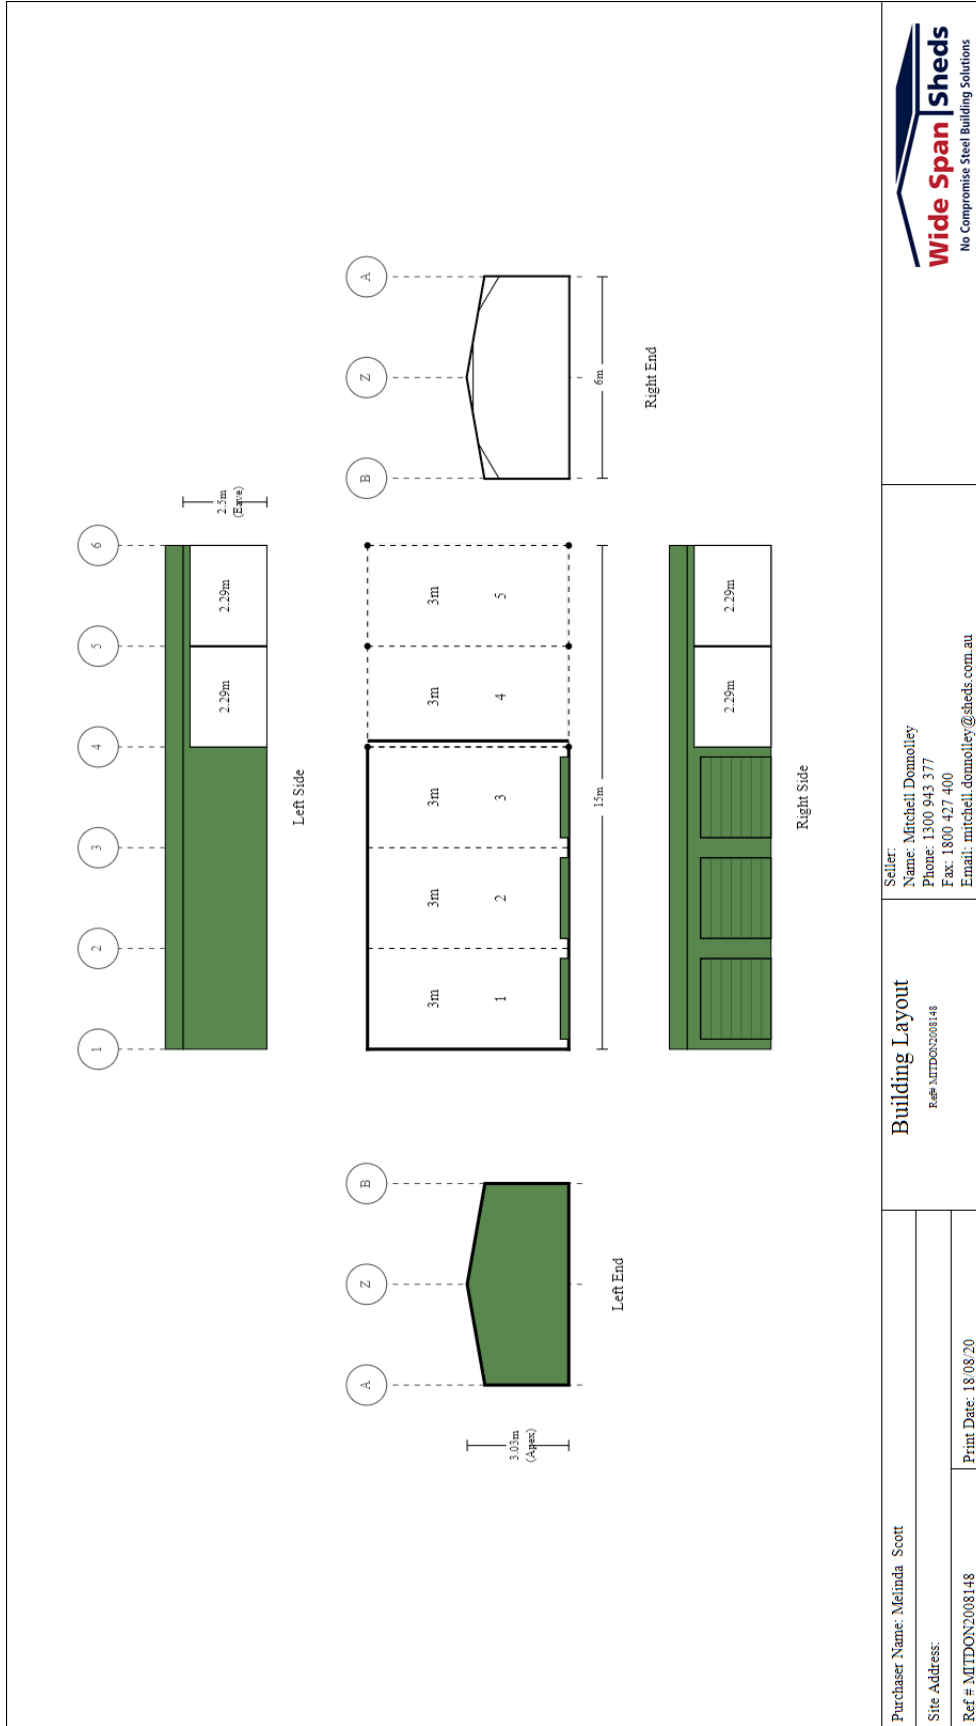 6
5
4
3
2
1
2.5m
(Eave)
2.29m
2.29m
Left Side
A
Z
B
6m
Right End
3m
3m
3m
3m
3m
5
4
3
2
1
15m
2.29m
2.29m
Right Side
B
Z
A
Left End
3.03m
(Apex)
Wide Span Sheds
No Compromise Steel Building Solutions
Seller:
Name: Mitchell Donnolley
Phone: 1300 943 377
Fax: 1800 427 400
Email: mitchell.donnolley@sheds.com.au
Building Layout
Ref# MITDON2008148
Purchaser Name: Melinda Scott
Site Address:
Ref # MITDON2008148
Print Date: 18/08/20